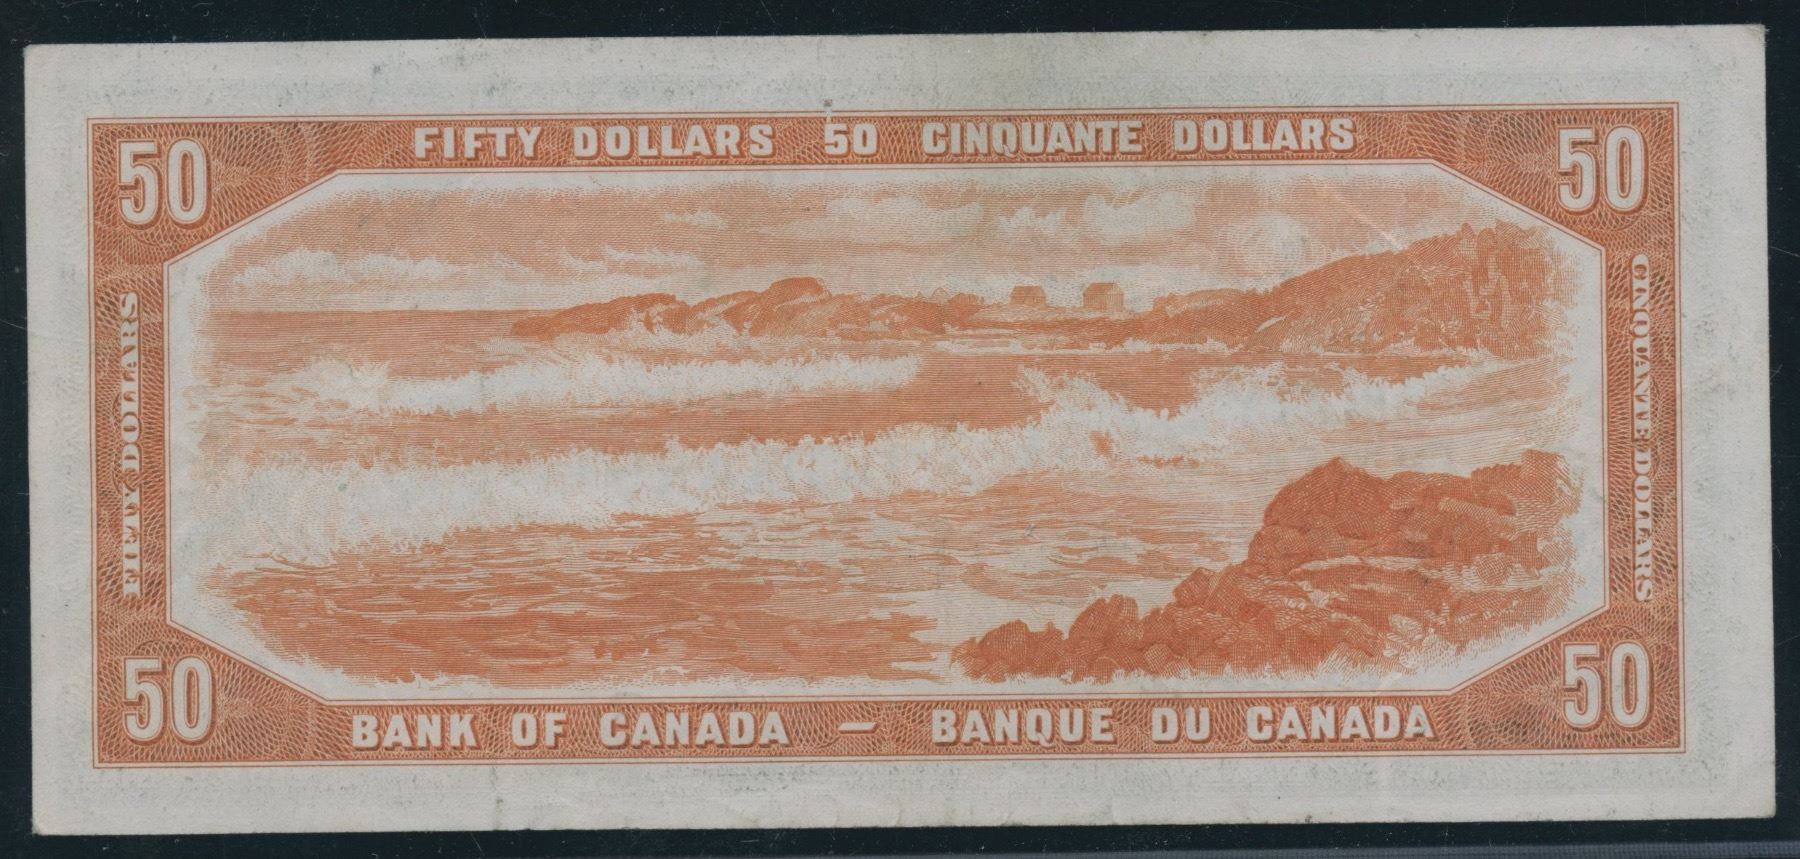 50 FIFTY DOLLARS 50 CINQUANTE DOLLARS 50
FIFTY DOLLARS
CINQUANTE DOLLARS
50 BANK OF CANADA — BANQUE DU CANADA 50